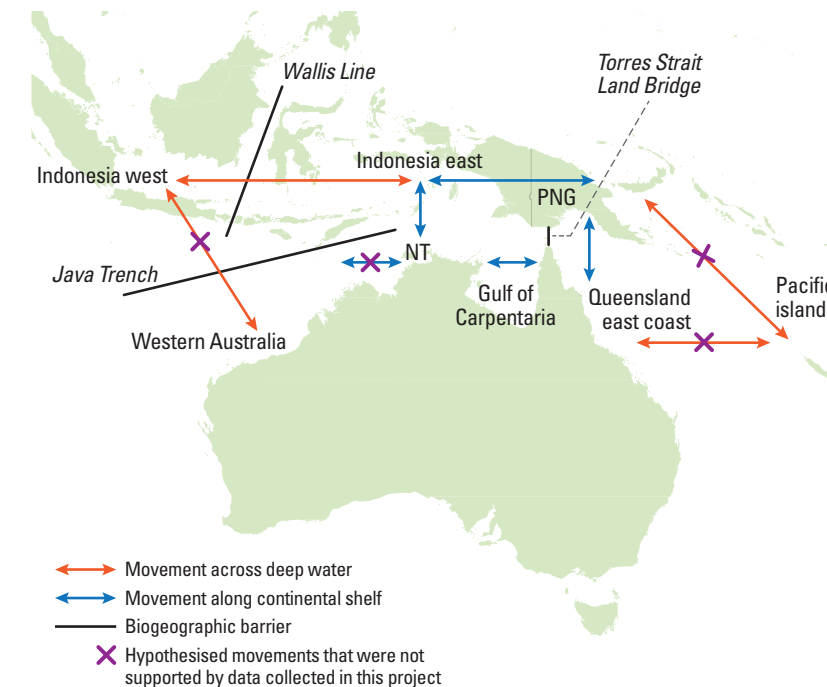 Wallis Line
Torres Strait
Land Bridge
Indonesia west
Indonesia east
PNG
Java Trench
NT
Gulf of
Carpentaria
Queensland
east coast
Pacific
island
Western Australia
Movement across deep water
Movement along continental shelf
Biogeographic barrier
Hypothesised movements that were not
supported by data collected in this project